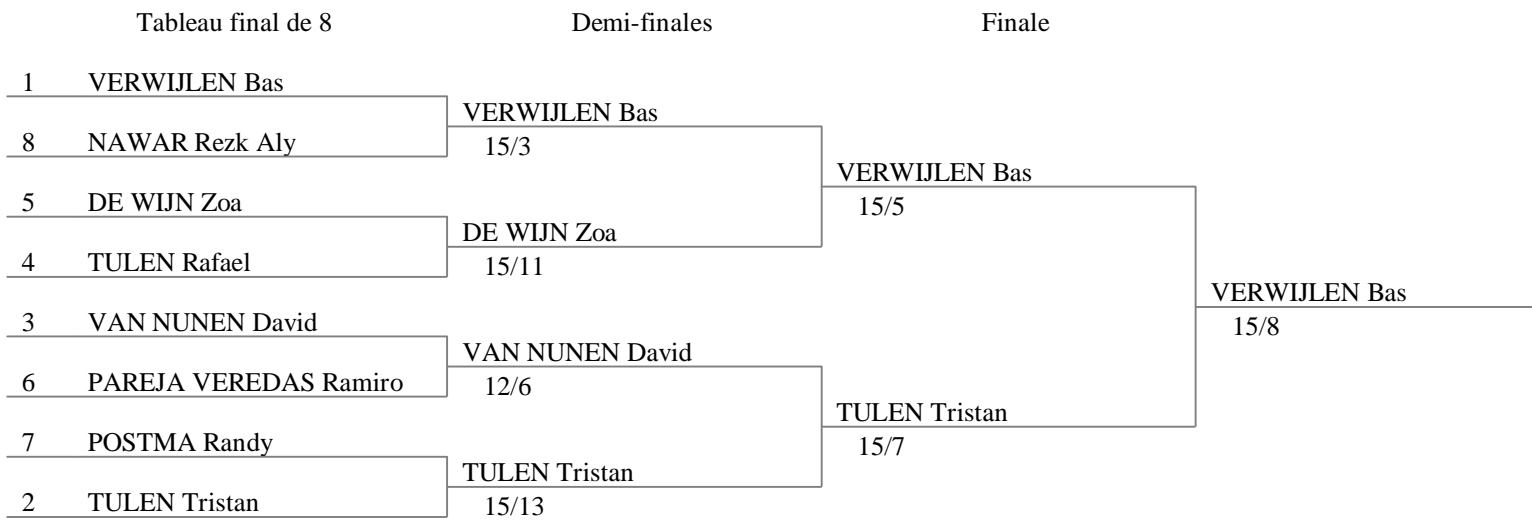 Tableau final de 8 Demi-finales Finale
1 VERWIJLEN Bas
VERWIJLEN Bas
8 NAWAR Rezk Aly
15/3
VERWIJLEN Bas
5 DE WIJN Zoa
15/5
DE WIJN Zoa
4 TULEN Rafael
15/11
VERWIJLEN Bas
3 VAN NUNEN David
15/8
VAN NUNEN David
6 PAREJA VEREDAS Ramiro
12/6
TULEN Tristan
7 POSTMA Randy
15/7
TULEN Tristan
2 TULEN Tristan
15/13